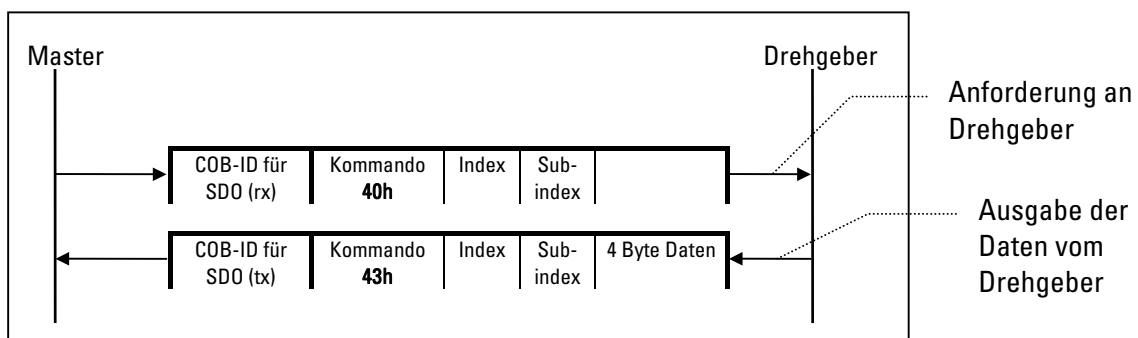 Master
Drehgeber
Anforderung an
Drehgeber
COB-ID für
SDO (rx)
Kommando
40h
Index
Sub-
index
Ausgabe der
Daten vom
Drehgeber
COB-ID für
SDO (tx)
Kommando
43h
Index
Sub-
index
4 Byte Daten